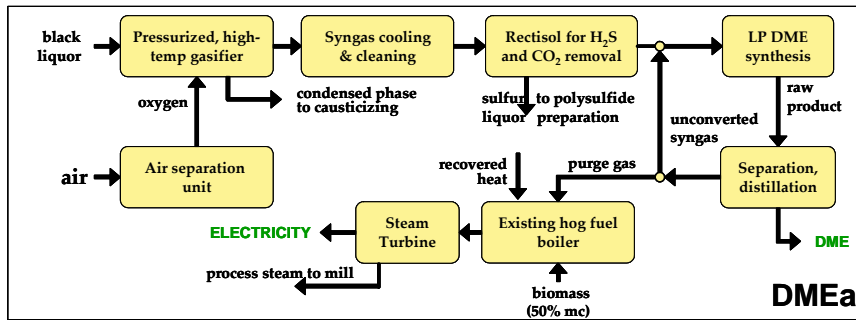 black
liquor
Pressurized, high-
temp gasifier
Syngas cooling
& cleaning
Rectisol for H₂S
and CO₂ removal
LP DME
synthesis
oxygen
condensed phase
to causticizing
sulfur
liquor
to polysulfide
preparation
unconverted
syngas
raw
product
air
Air separation
unit
recovered
heat
purge gas
Separation,
distillation
ELECTRICITY
Steam
Turbine
Existing hog fuel
boiler
DME
process steam to mill
biomass
(50% mc)
DMEa